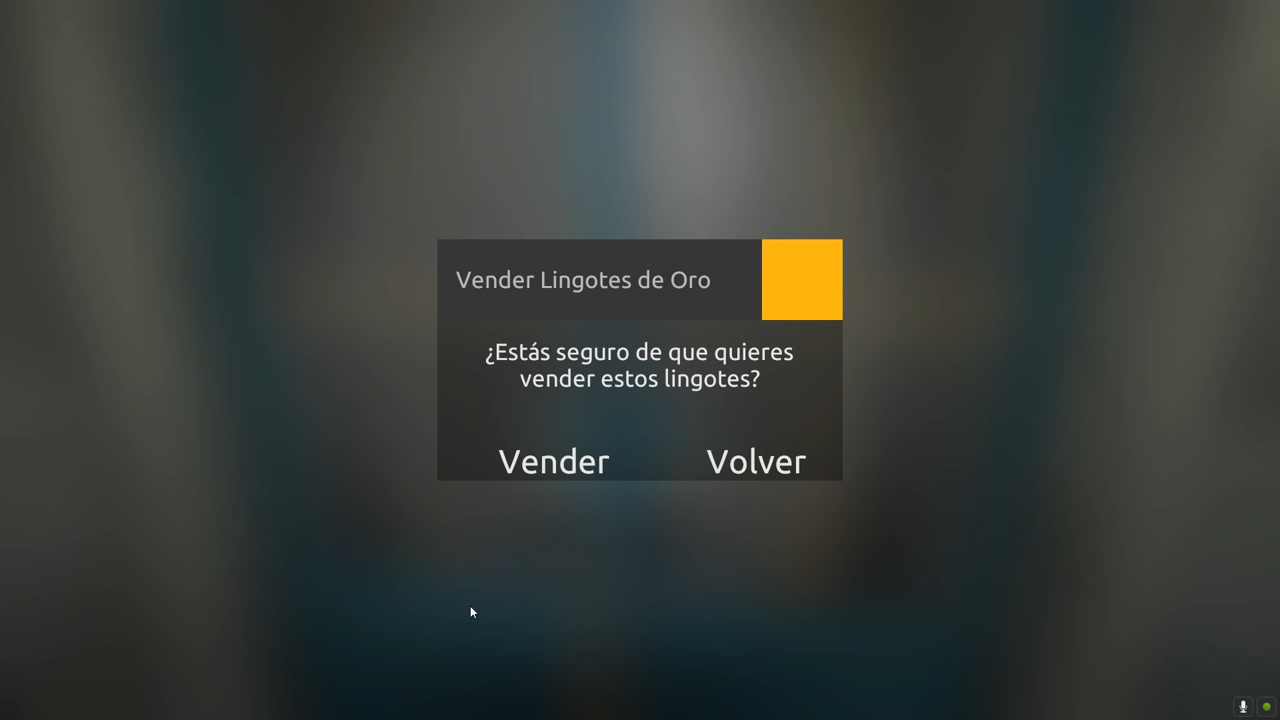 Vender Lingotes de Oro
¿Estás seguro de que quieres
vender estos lingotes?
Vender Volver